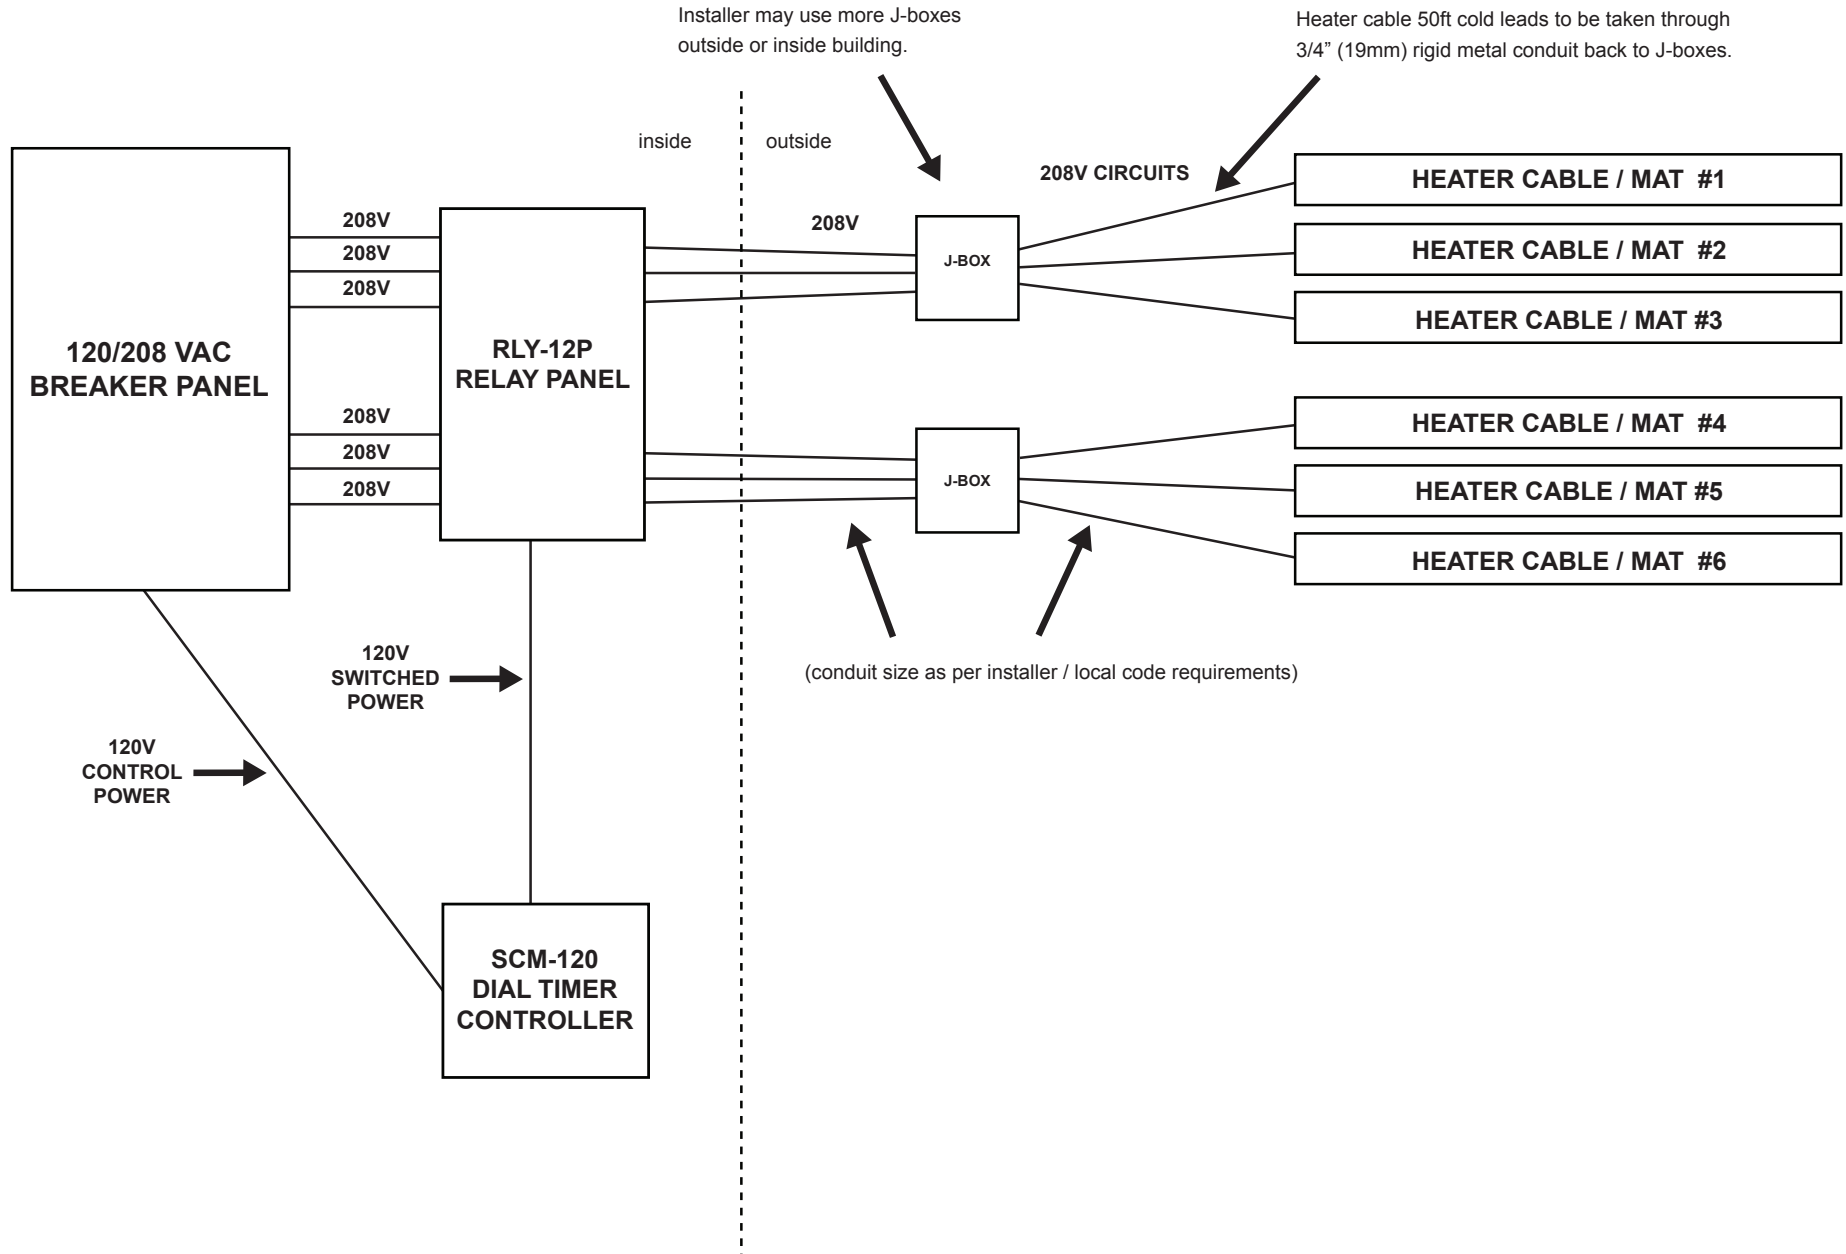 Installer may use more J-boxes
outside or inside building.
Heater cable 50ft cold leads to be taken through
3/4” (19mm) rigid metal conduit back to J-boxes.
inside
outside
208V CIRCUITS
HEATER CABLE / MAT #1
208V
208V
208V
208V
J-BOX
HEATER CABLE / MAT #2
HEATER CABLE / MAT #3
120/208 VAC
BREAKER PANEL
RLY-12P
RELAY PANEL
208V
208V
208V
J-BOX
HEATER CABLE / MAT #4
HEATER CABLE / MAT #5
HEATER CABLE / MAT #6
120V
SWITCHED
POWER
(conduit size as per installer / local code requirements)
120V
CONTROL
POWER
SCM-120
DIAL TIMER
CONTROLLER